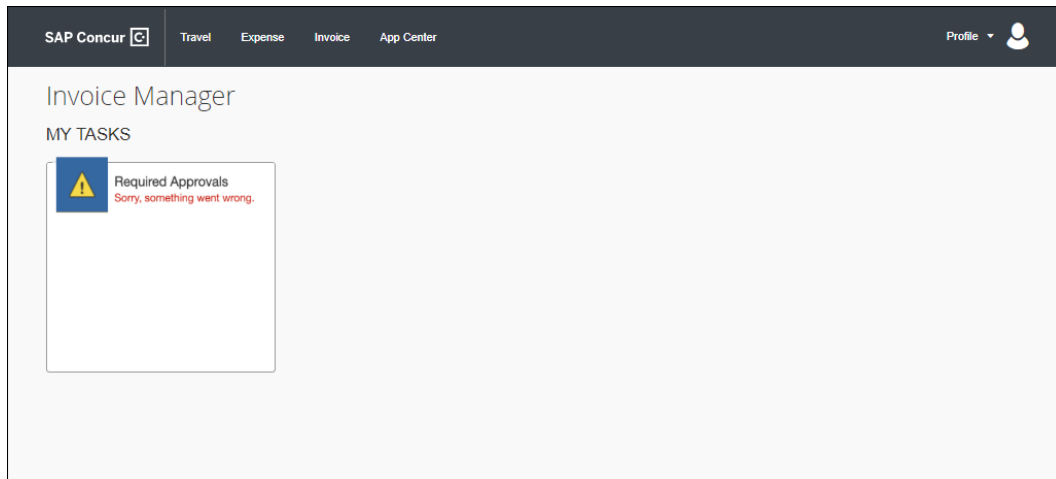 SAP Concur C Travel Expense Invoice App Center Profile
Invoice Manager
MY TASKS
Required Approvals
Sorry, something went wrong.